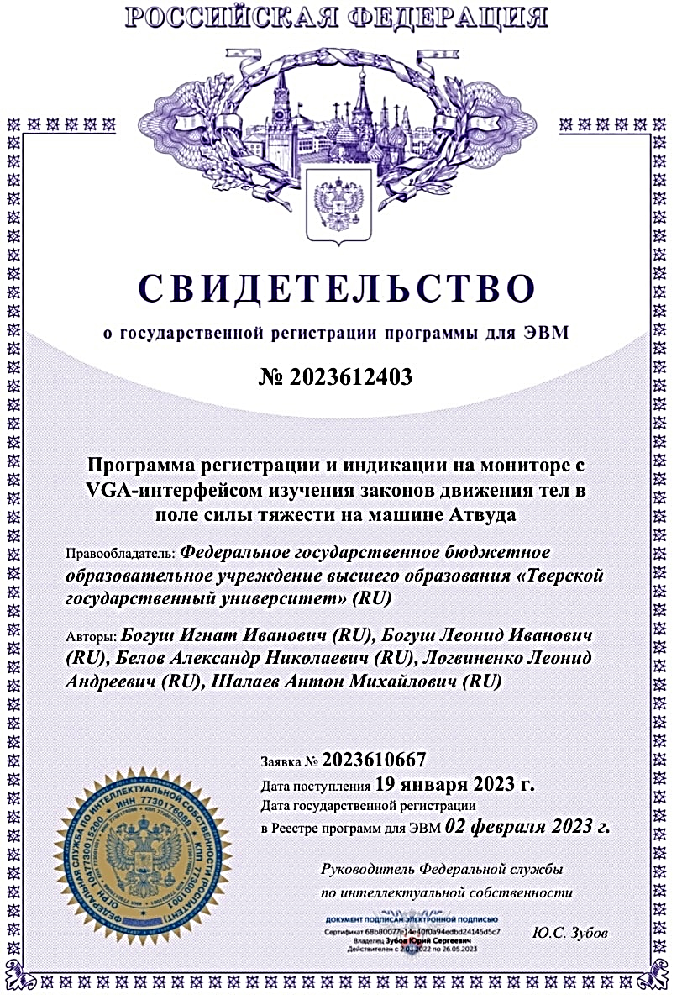 РОССИЙСКАЯ ФЕДЕРАЦИЯ
СВИДЕТЕЛЬСТВО
о государственной регистрации программы для ЭВМ
№ 2023612403
Программа регистрации и индикации на мониторе с
VGA-интерфейсом изучения законов движения тел в
поле силы тяжести на машине Атвуда
Правообладатель: Федеральное государственное бюджетное
образовательное учреждение высшего образования «Тверской
государственный университет» (RU)
Авторы: Богуш Игнат Иванович (RU), Богуш Леонид Иванович
(RU), Белов Александр Николаевич (RU), Логвиненко Леонид
Андреевич (RU), Шалаев Антон Михайлович (RU)
Заявка № 2023610667
Дата поступления 19 января 2023 г.
Дата государственной регистрации
в Реестре программ для ЭВМ 02 февраля 2023 г.
Руководитель Федеральной службы
по интеллектуальной собственности
ДОКУМЕНТ ПОДПИСАН ЭЛЕКТРОННОЙ ПОДПИСЬЮ
Сертификат 68b80077e14e40f0a94edbd24145d5c7
Владелец Зубов Юрий Сергеевич
Действителен с 2.03.2022 по 26.05.2023
Ю.С. Зубов
ФЕДЕРАЛЬНАЯ СЛУЖБА ПО ИНТЕЛЛЕКТУАЛЬНОЙ СОБСТВЕННОСТИ (РОСПАТЕНТ)
ОГРН 1047730015200 * ИНН 7730176088 * КПП 773001001